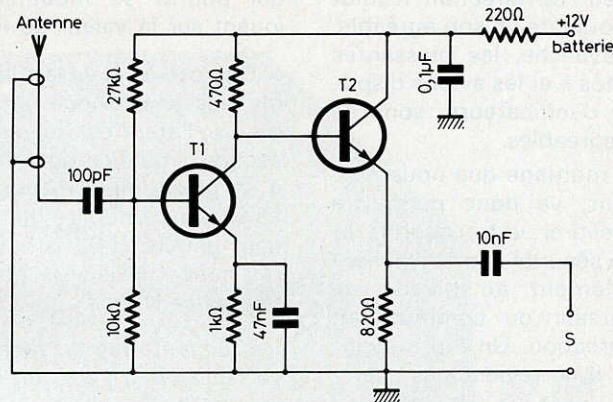 Antenne
220Ω
+12V
batterie
27kΩ
470Ω
0,1µF
T2
T1
100pF
10nF
10kΩ
1kΩ
47nF
820Ω
S